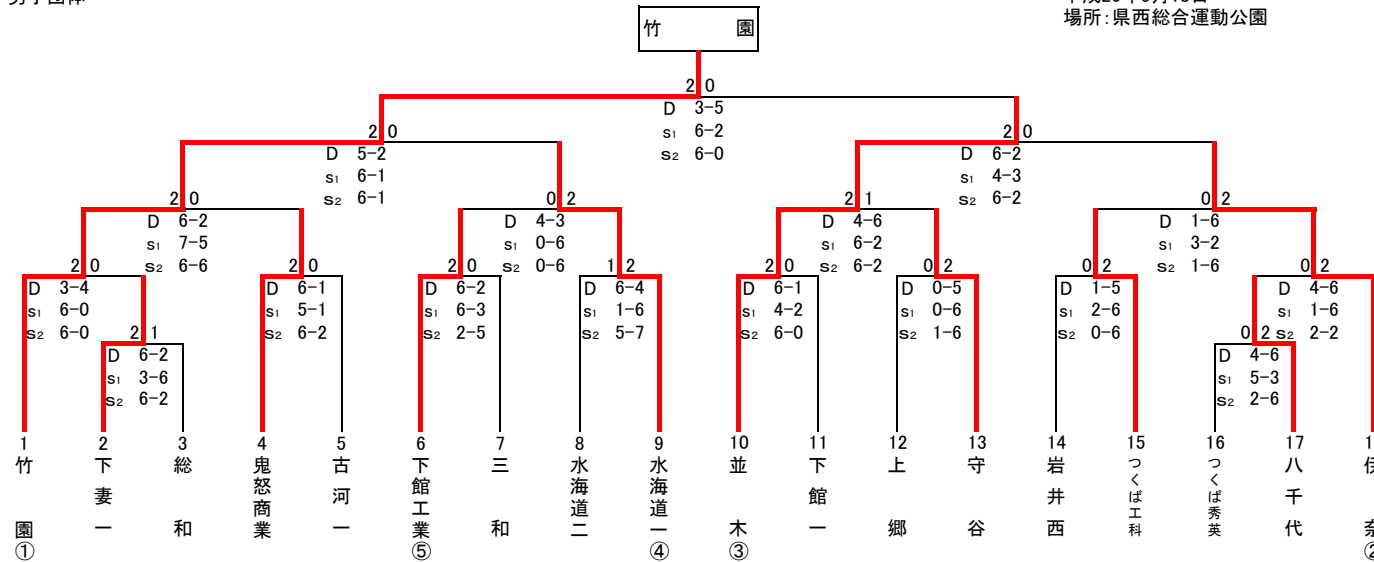 場所：県西総合運動公園
竹 園
2 0
D 3-5
S1 6-2
S2 6-0
2 0
D 5-2
S1 6-1
S2 6-1
2 0
D 6-2
S1 4-3
S2 6-2
2 0
D 6-2
S1 7-5
S2 6-6
0 2
D 4-3
S1 0-6
S2 0-6
2 1
D 4-6
S1 6-2
S2 6-2
0 2
D 1-6
S1 3-2
S2 1-6
2 0
D 3-4
S1 6-0
S2 6-0
2 0
D 6-1
S1 5-1
S2 6-2
2 0
D 6-2
S1 6-3
S2 2-5
1 2
D 6-4
S1 1-6
S2 5-7
2 0
D 6-1
S1 4-2
S2 6-0
0 2
D 0-5
S1 0-6
S2 1-6
0 2
D 1-5
S1 2-6
S2 0-6
0 2
D 4-6
S1 1-6
S2 2-2
2 1
D 6-2
S1 3-6
S2 6-2
0 2
D 4-6
S1 5-3
S2 2-6
1 竹園①
2 下妻一
3 総和
4 鬼怒商業
5 古河一
6 下館工業⑤
7 三和
8 水海道二
9 水海道一④
10 並木③
11 下館一
12 上郷
13 守谷
14 岩井西
15 つくば工科
16 つくば秀英
17 八千代